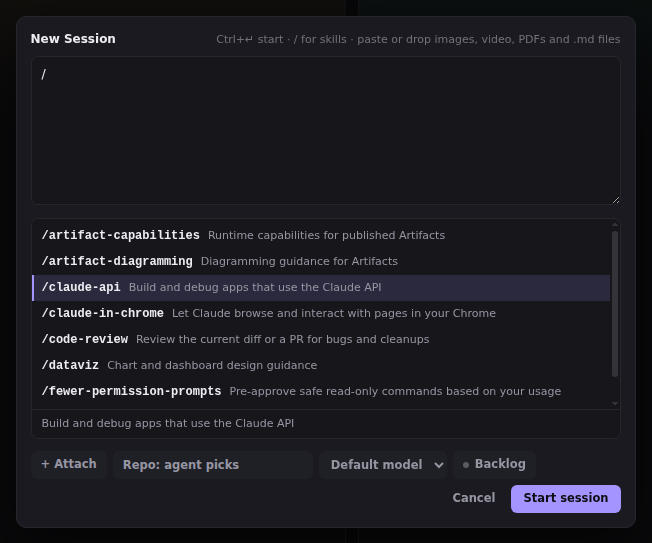 New Session
Ctrl+↵ start · / for skills · paste or drop images, video, PDFs and .md files
/
/artifact-capabilities Runtime capabilities for published Artifacts
/artifact-diagramming Diagramming guidance for Artifacts
/claude-api Build and debug apps that use the Claude API
/claude-in-chrome Let Claude browse and interact with pages in your Chrome
/code-review Review the current diff or a PR for bugs and cleanups
/dataviz Chart and dashboard design guidance
/fewer-permission-prompts Pre-approve safe read-only commands based on your usage
Build and debug apps that use the Claude API
+ Attach
Repo: agent picks
Default model
Backlog
Cancel
Start session